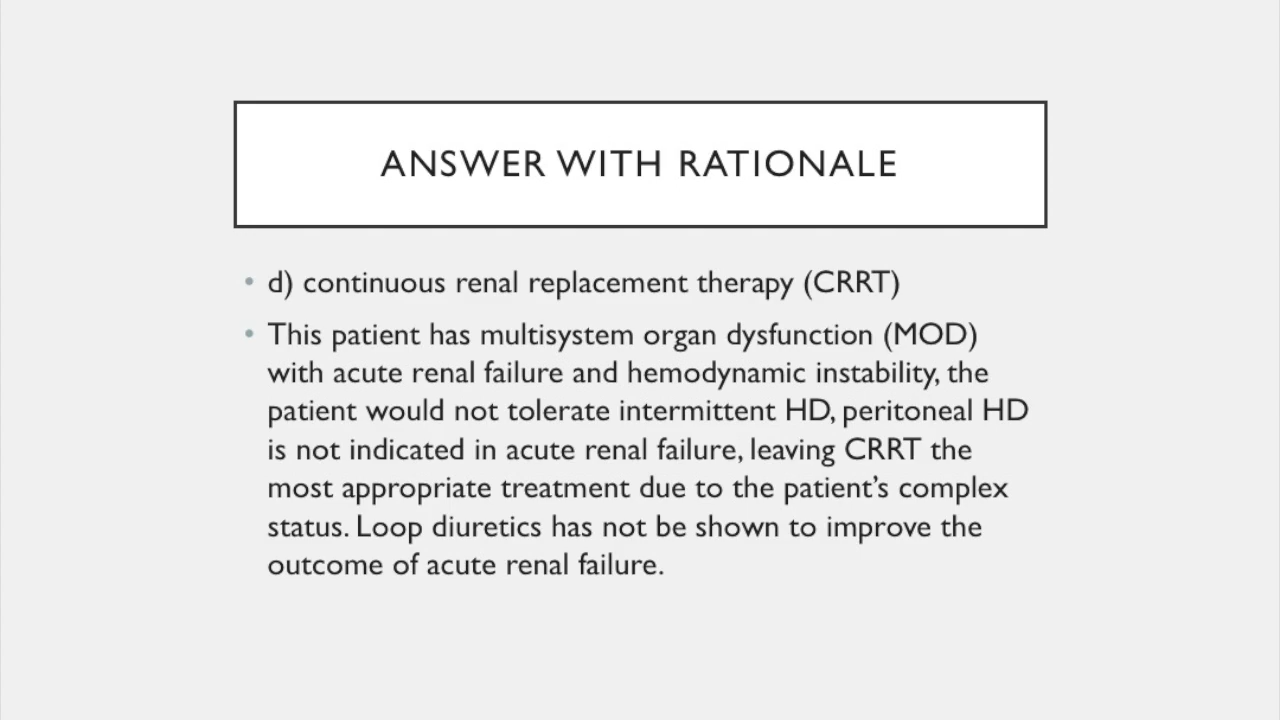 ANSWER WITH RATIONALE
• d) continuous renal replacement therapy (CRRT)
• This patient has multisystem organ dysfunction (MOD)
with acute renal failure and hemodynamic instability, the
patient would not tolerate intermittent HD, peritoneal HD
is not indicated in acute renal failure, leaving CRRT the
most appropriate treatment due to the patient’s complex
status. Loop diuretics has not be shown to improve the
outcome of acute renal failure.